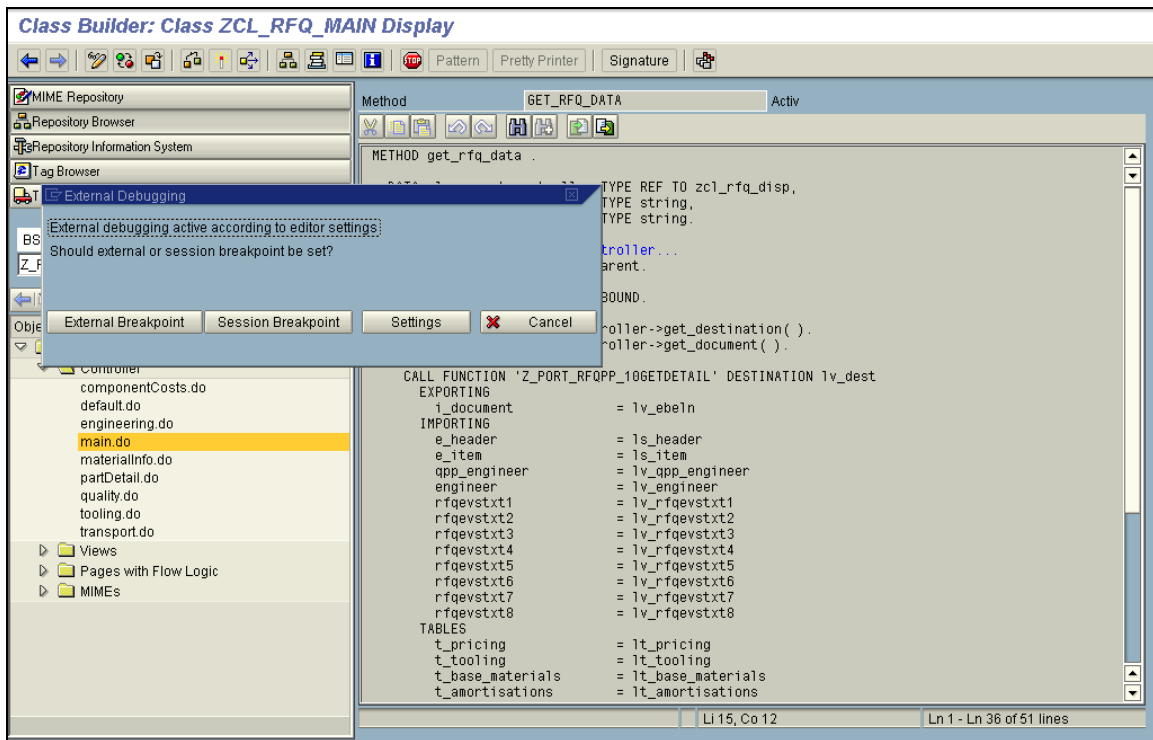 Class Builder: Class ZCL_RFQ_MAIN Display
STOP Pattern Pretty Printer Signature
MIME Repository
Repository Browser
Repository Information System
Tag Browser
T
BS
Z_F
Obje
Controller
componentCosts.do
default.do
engineering.do
main.do
materialInfo.do
partDetail.do
quality.do
tooling.do
transport.do
Views
Pages with Flow Logic
MIMEs
External Debugging
External debugging active according to editor settings
Should external or session breakpoint be set?
External Breakpoint Session Breakpoint Settings Cancel
Method GET_RFQ_DATA Activ
METHOD get_rfq_data .
TYPE REF TO zcl_rfq_disp,
TYPE string,
TYPE string.
troller...
arent.
BOUND.
roller->get_destination( ).
roller->get_document( ).
CALL FUNCTION 'Z_PORT_RFQPP_10GETDETAIL' DESTINATION lv_dest
EXPORTING
i_document = lv_ebeln
IMPORTING
e_header = ls_header
e_item = ls_item
qpp_engineer = lv_qpp_engineer
engineer = lv_engineer
rfqevstxt1 = lv_rfqevstxt1
rfqevstxt2 = lv_rfqevstxt2
rfqevstxt3 = lv_rfqevstxt3
rfqevstxt4 = lv_rfqevstxt4
rfqevstxt5 = lv_rfqevstxt5
rfqevstxt6 = lv_rfqevstxt6
rfqevstxt7 = lv_rfqevstxt7
rfqevstxt8 = lv_rfqevstxt8
TABLES
t_pricing = lt_pricing
t_tooling = lt_tooling
t_base_materials = lt_base_materials
t_amortisations = lt_amortisations
Li 15, Co 12 Ln 1 - Ln 36 of 51 lines